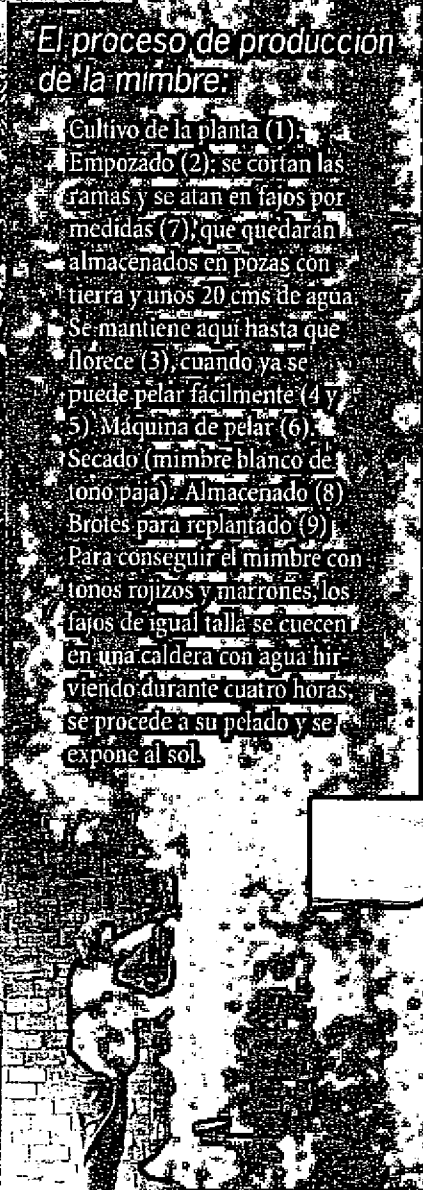 El proceso de producción
de la mimbre:
Cultivo de la planta (1).
Empozado (2): se cortan las
ramas y se atan en fajos por
medidas (7), que quedarán
almacenados en pozas con
tierra y unos 20 cms de agua.
Se mantiene aquí hasta que
florece (3), cuando ya se
puede pelar fácilmente (4 y
5). Máquina de pelar (6).
Secado (mimbre blanco de
tono paja). Almacenado (8)
Brotes para replantado (9)
Para conseguir el mimbre con
tonos rojizos y marrones, los
fajos de igual talla se cuecen
en una caldera con agua hir-
viendo durante cuatro horas,
se procede a su pelado y se
expone al sol.